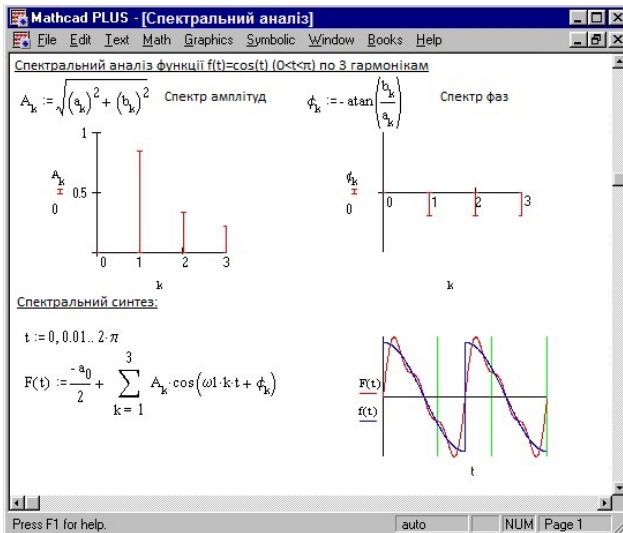 Mathcad PLUS - [Спектральний аналіз]
File Edit Text Math Graphics Symbolic Window Books Help
Спектральний аналіз функції f(t)=cos(t) (0<t<π) по 3 гармонікам
A_k := √((a_k)^2 + (b_k)^2) Спектр амплітуд
ϕ_k := - atan(b_k/a_k) Спектр фаз
1
A_k 0.5
0
0 1 2 3
k
ϕ_k
0
0 1 2 3
k
Спектральний синтез:
t := 0, 0.01 .. 2·π
F(t) := -a_0/2 + ∑_{k = 1}^{3} A_k·cos(ω1·k·t + ϕ_k)
F(t)
f(t)
t
Press F1 for help. auto NUM Page 1